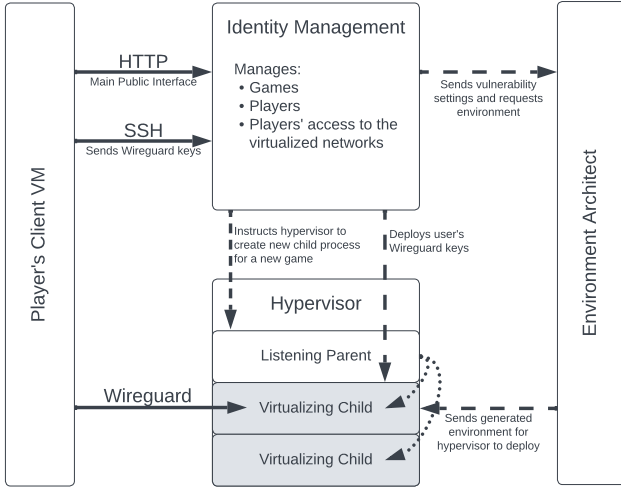 Player's Client VM
HTTP
Main Public Interface
SSH
Sends Wireguard keys
Wireguard
Identity Management
Manages:
• Games
• Players
• Players' access to the
virtualized networks
Sends vulnerability
settings and requests
environment
Instructs hypervisor to
create new child process
for a new game
Deploys user's
Wireguard keys
Hypervisor
Listening Parent
Virtualizing Child
Virtualizing Child
Sends generated
environment for
hypervisor to deploy
Environment Architect